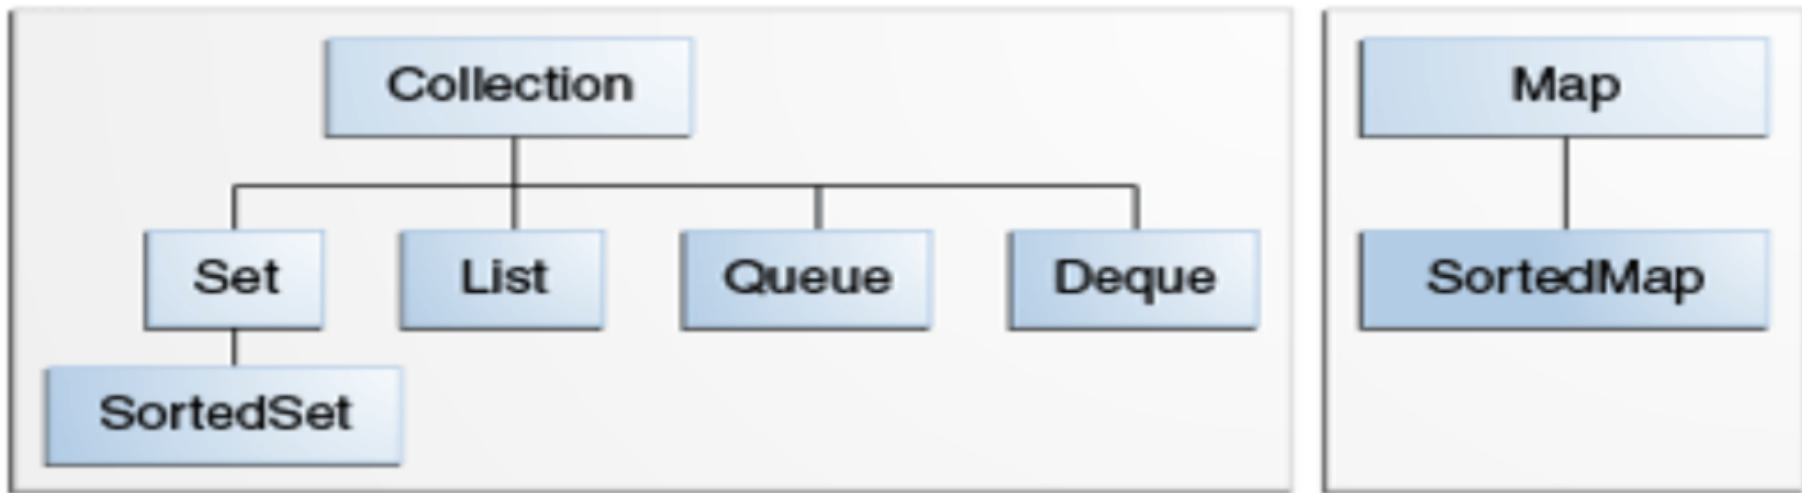 Collection
Map
Set
List
Queue
Deque
SortedMap
SortedSet